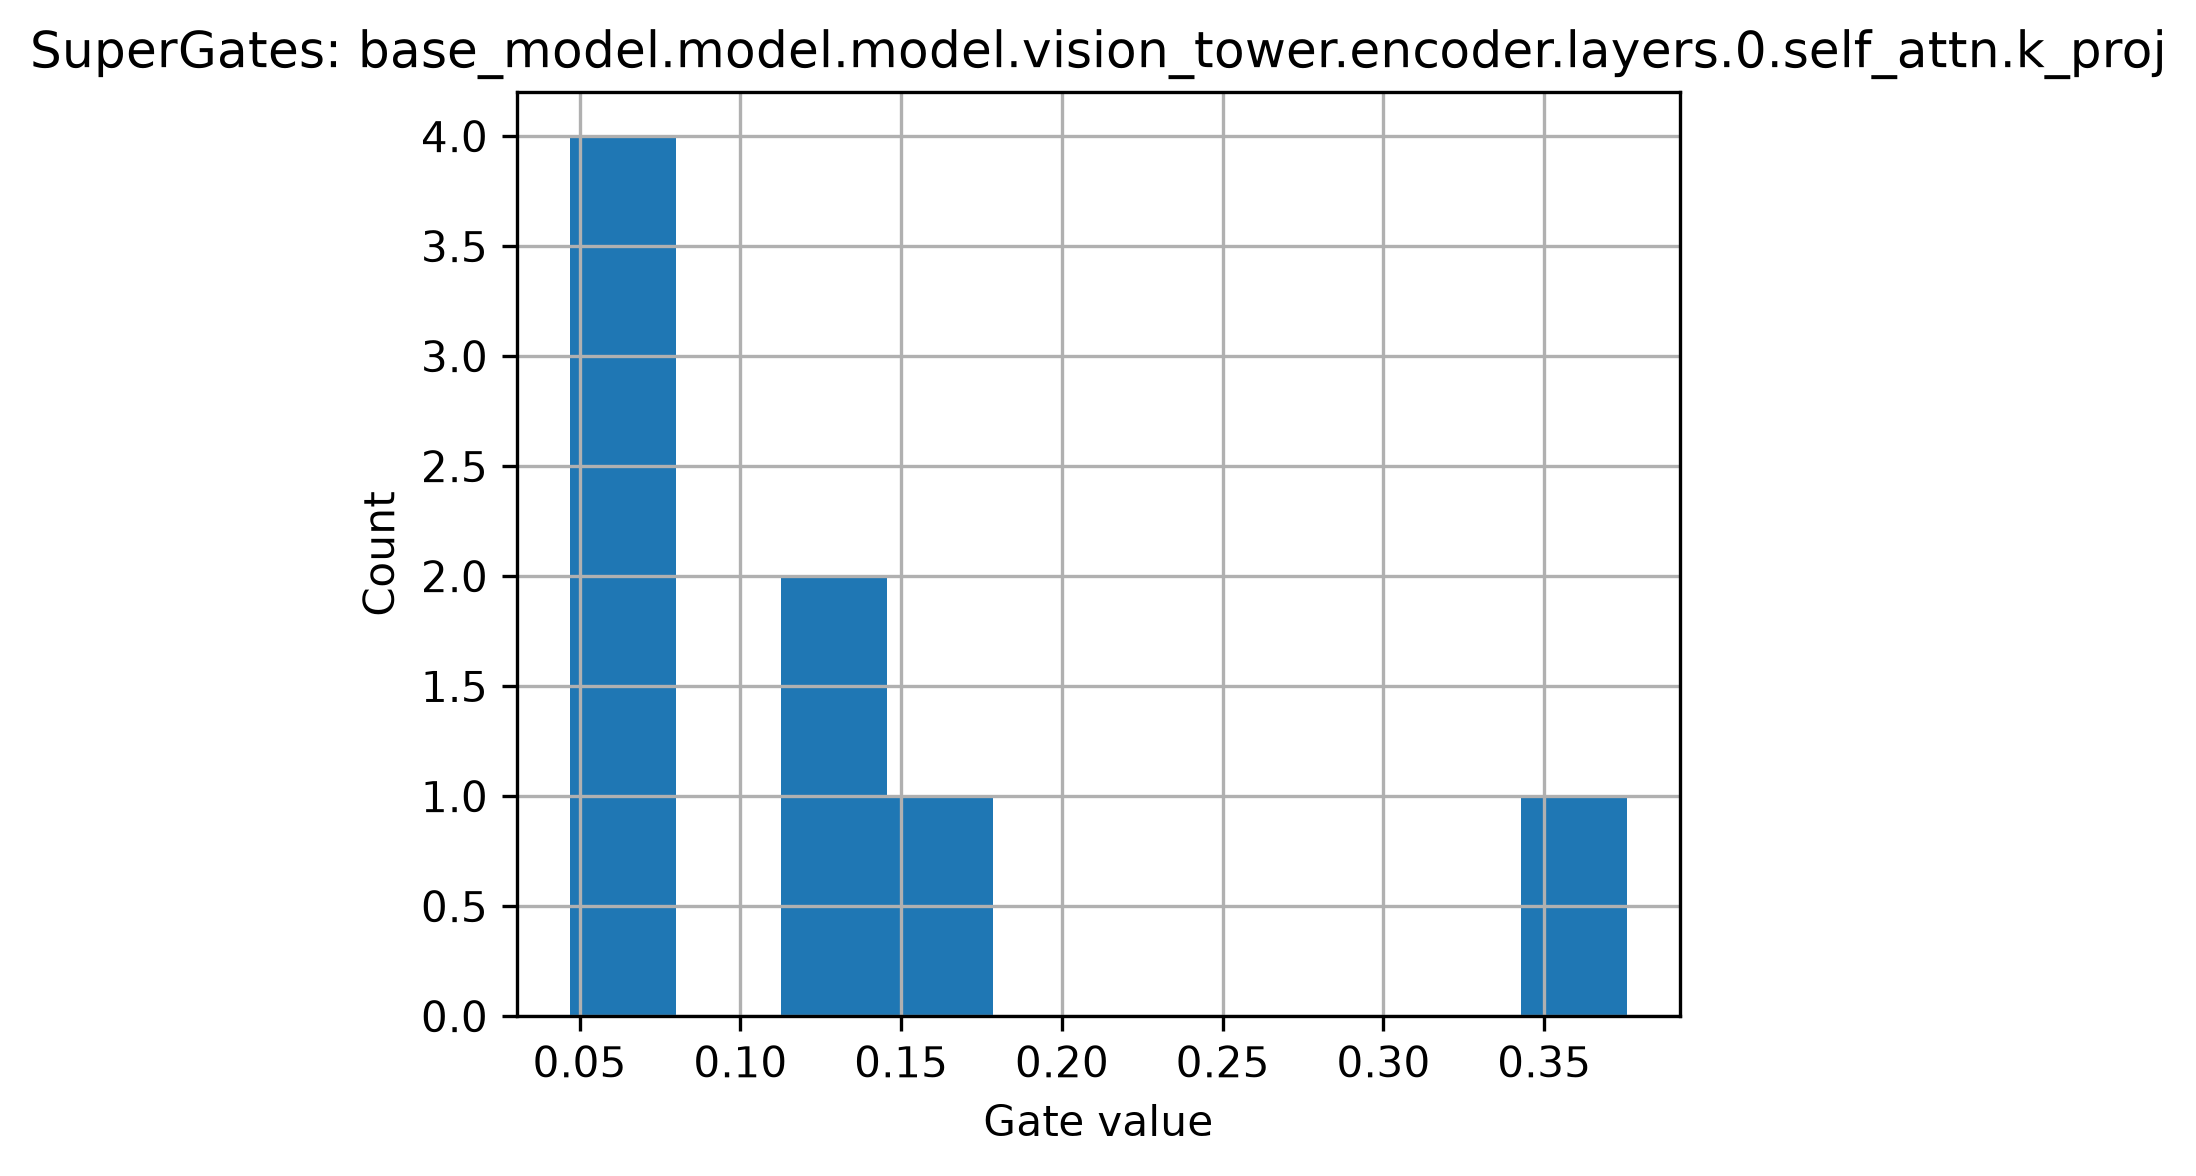 SuperGates: base_model.model.model.vision_tower.encoder.layers.0.self_attn.k_proj
4.0
3.5
3.0
2.5
2.0
1.5
1.0
0.5
0.0
Count
0.05 0.10 0.15 0.20 0.25 0.30 0.35
Gate value